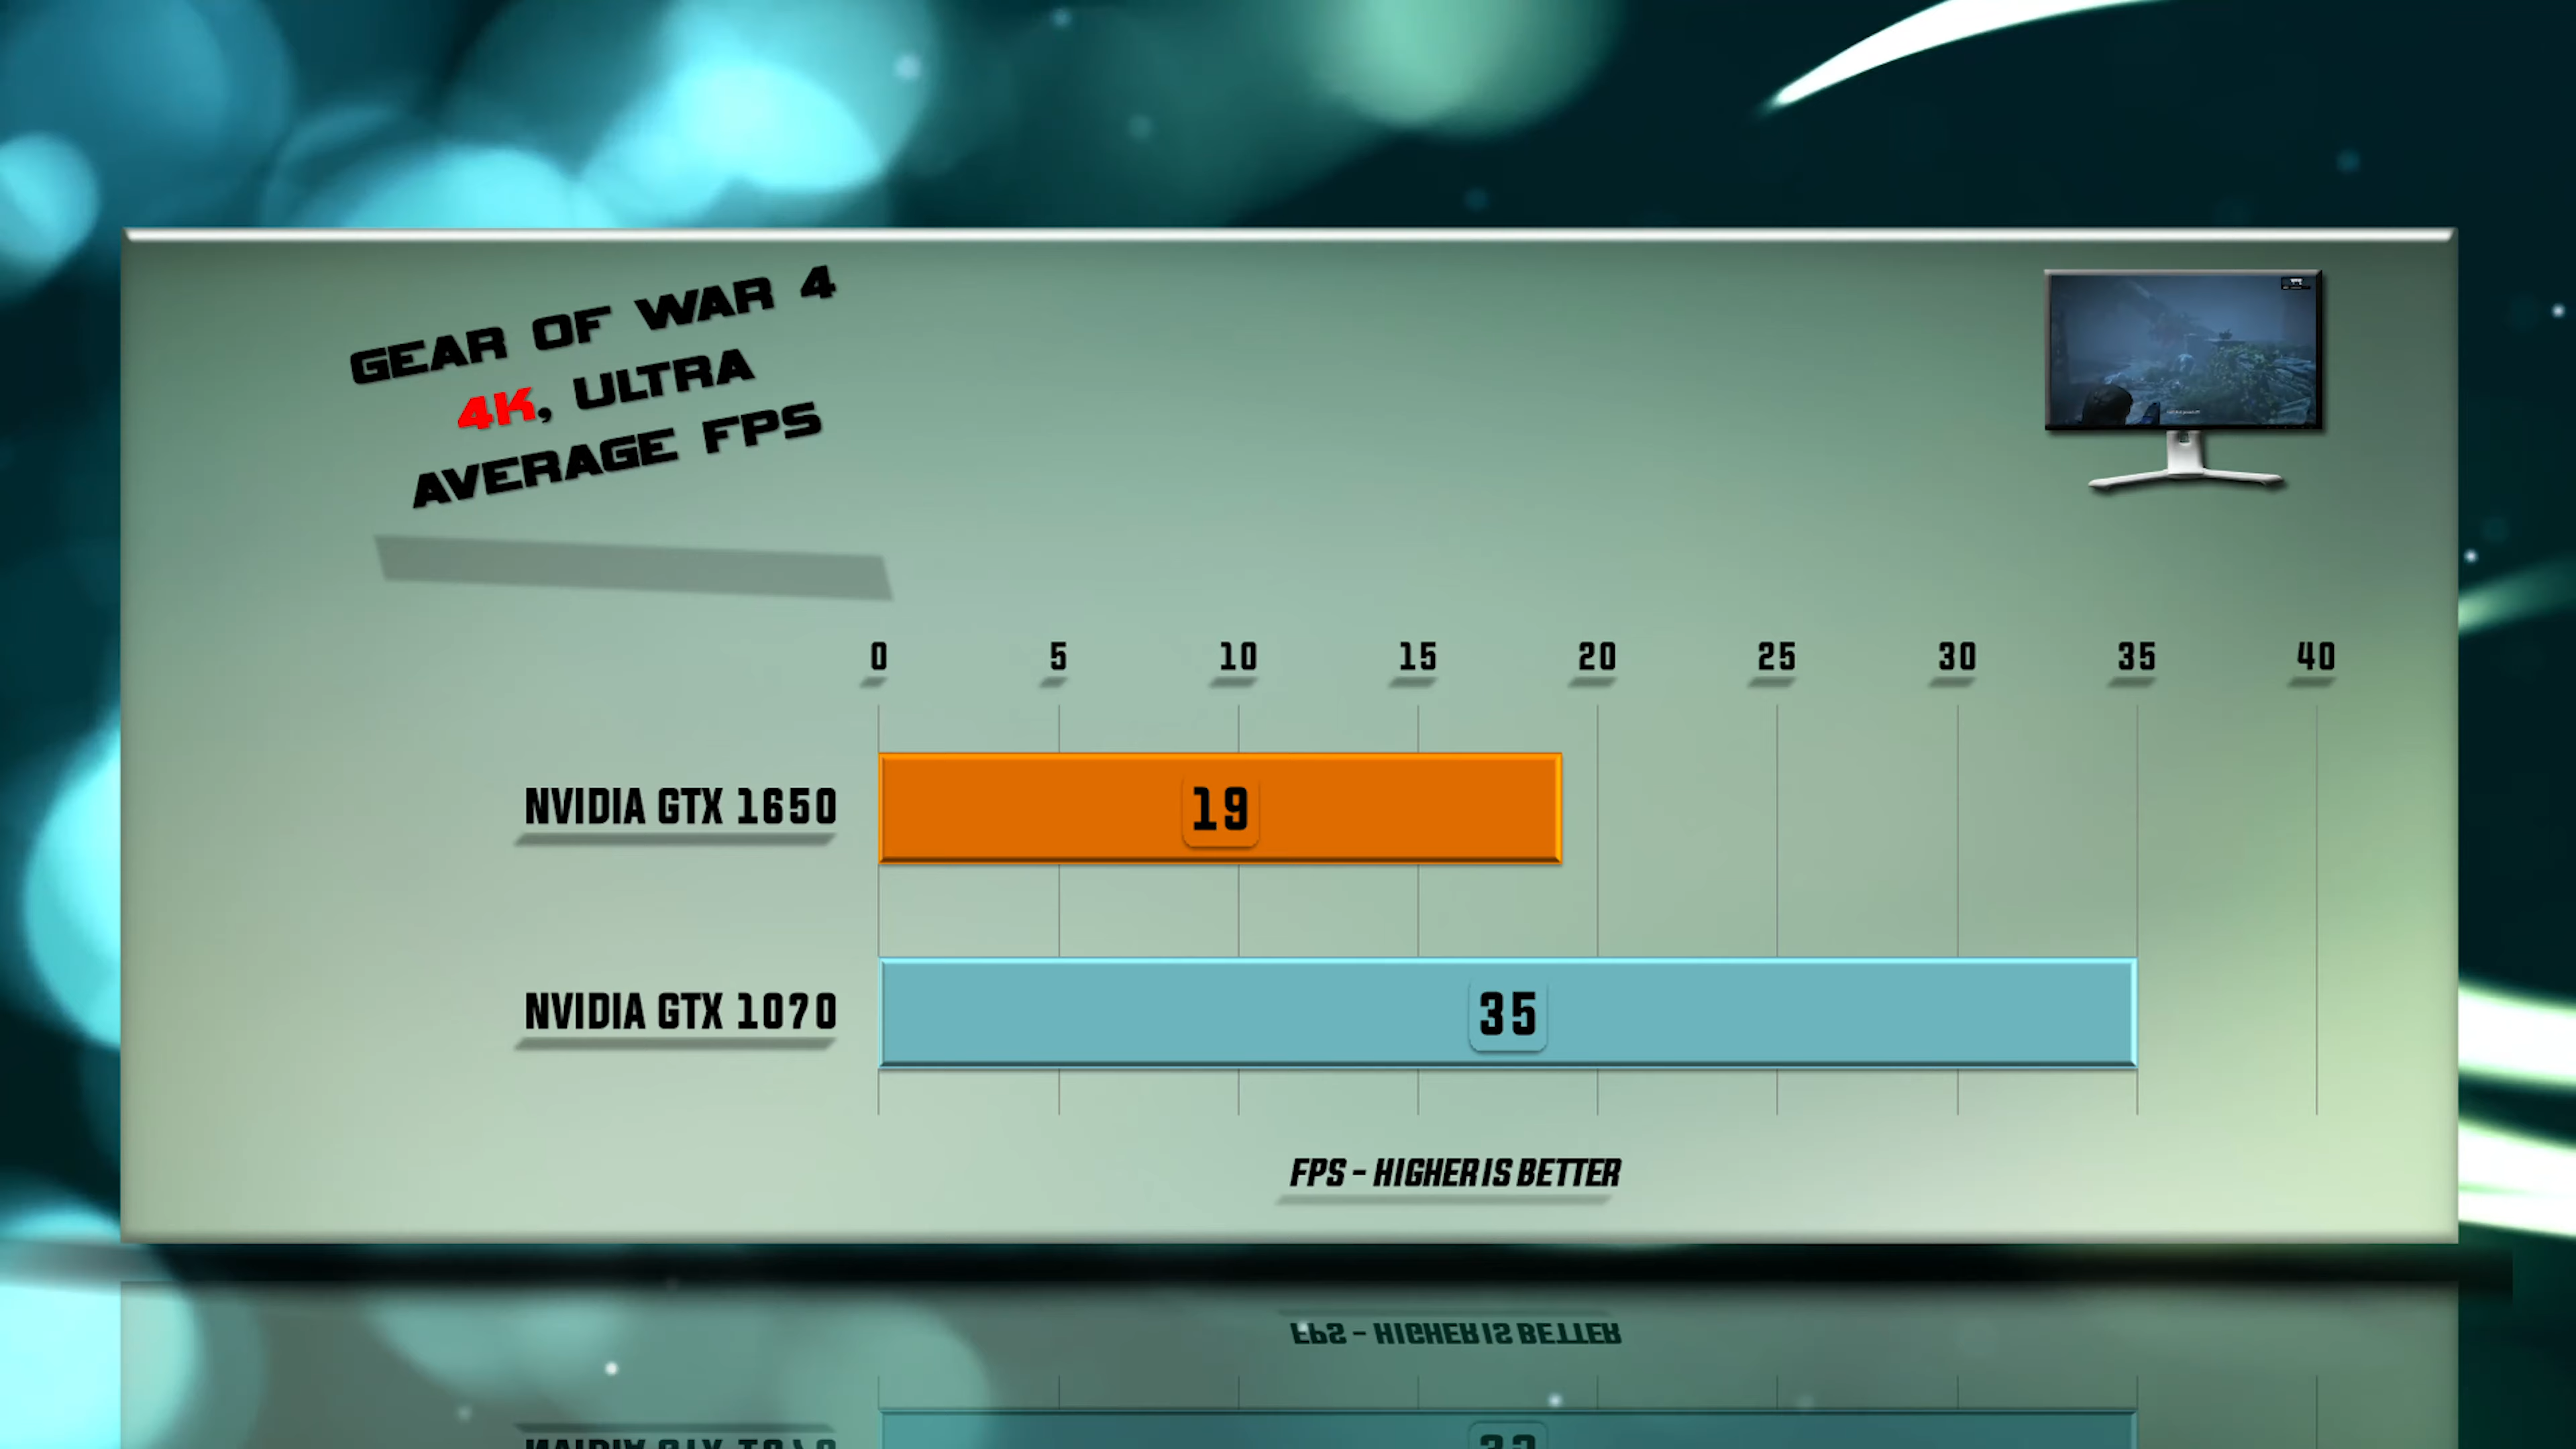 GEAR OF WAR 4
4K, ULTRA
AVERAGE FPS
0 5 10 15 20 25 30 35 40
NVIDIA GTX 1650 19
NVIDIA GTX 1070 35
FPS - HIGHER IS BETTER